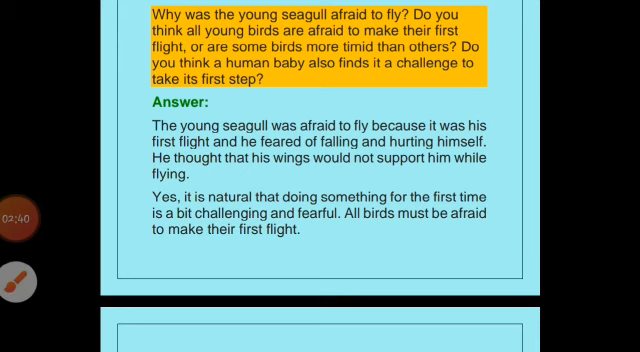 Why was the young seagull afraid to fly? Do you
think all young birds are afraid to make their first
flight, or are some birds more timid than others? Do
you think a human baby also finds it a challenge to
take its first step?
Answer:
The young seagull was afraid to fly because it was his
first flight and he feared of falling and hurting himself.
He thought that his wings would not support him while
flying.
Yes, it is natural that doing something for the first time
is a bit challenging and fearful. All birds must be afraid
to make their first flight.
02:40